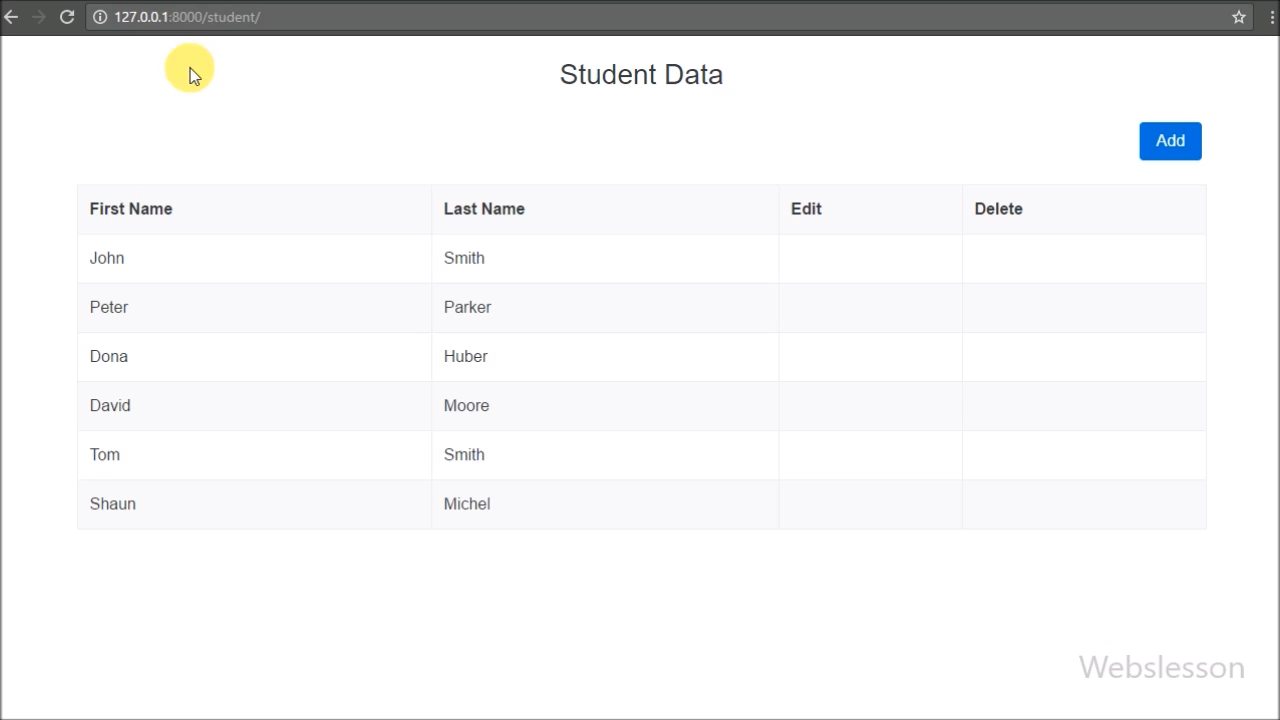 127.0.0.1:8000/student/
Student Data
Add
First Name Last Name Edit Delete
John Smith
Peter Parker
Dona Huber
David Moore
Tom Smith
Shaun Michel
Webslesson